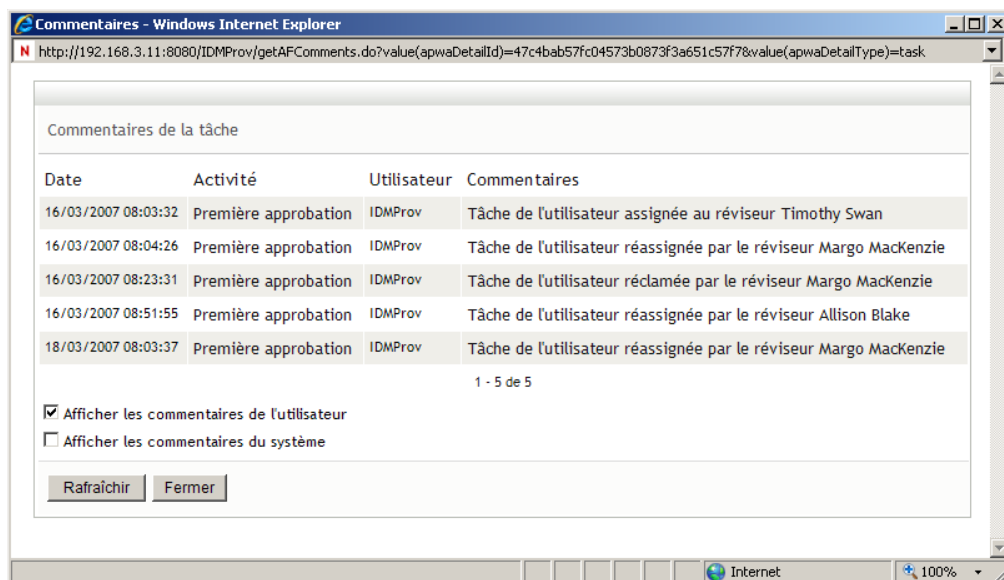 Commentaires - Windows Internet Explorer
http://192.168.3.11:8080/IDMProv/getAFComments.do?value(apwaDetailId)=47c4bab57fc04573b0873f3a651c57f7&value(apwaDetailType)=task
Commentaires de la tâche
Date Activité Utilisateur Commentaires
16/03/2007 08:03:32 Première approbation IDMProv Tâche de l'utilisateur assignée au réviseur Timothy Swan
16/03/2007 08:04:26 Première approbation IDMProv Tâche de l'utilisateur réassignée par le réviseur Margo MacKenzie
16/03/2007 08:23:31 Première approbation IDMProv Tâche de l'utilisateur réclamée par le réviseur Margo MacKenzie
16/03/2007 08:51:55 Première approbation IDMProv Tâche de l'utilisateur réassignée par le réviseur Allison Blake
18/03/2007 08:03:37 Première approbation IDMProv Tâche de l'utilisateur réassignée par le réviseur Margo MacKenzie
1 - 5 de 5
Afficher les commentaires de l'utilisateur
Afficher les commentaires du système
Rafraîchir Fermer
Internet 100%